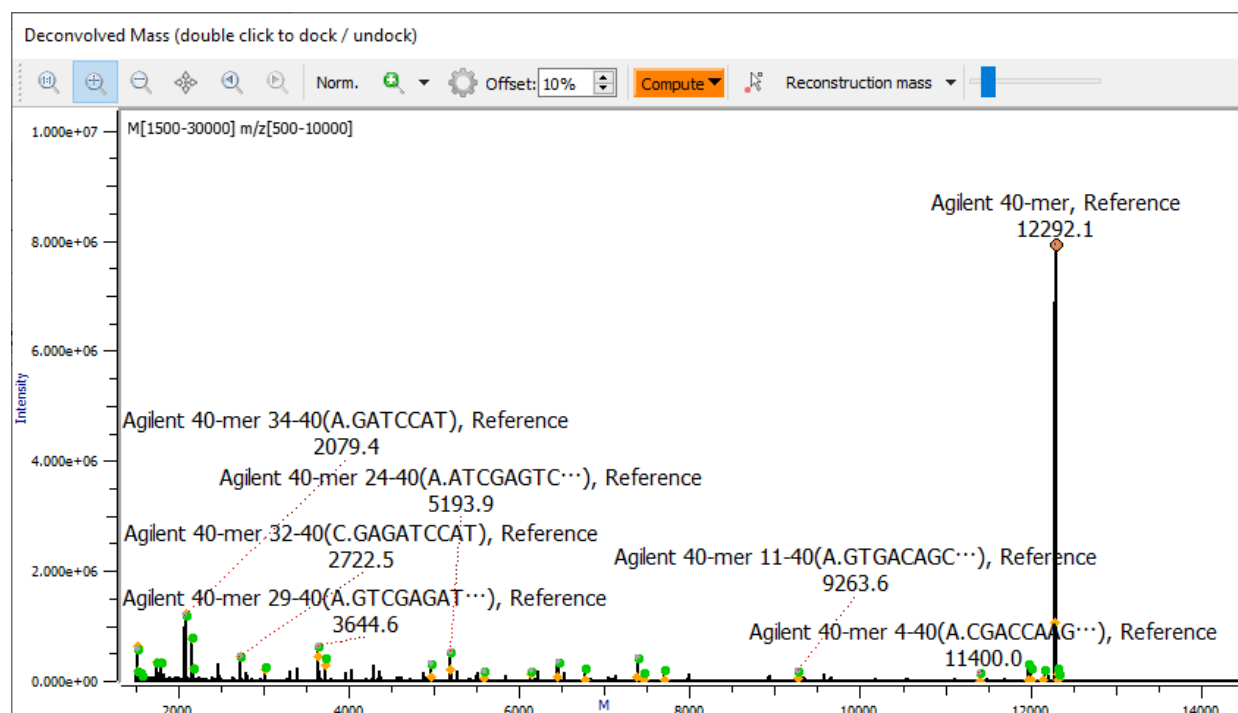 Deconvolved Mass (double click to dock / undock)
1:1 Norm. Offset: 10% Compute Reconstruction mass
M[1500-30000] m/z[500-10000]
1.000e+07
8.000e+06
6.000e+06
4.000e+06
2.000e+06
0.000e+00
Intensity
Agilent 40-mer, Reference
12292.1
Agilent 40-mer 34-40(A.GATCCAT), Reference
2079.4
Agilent 40-mer 24-40(A.ATCGAGTC···), Reference
5193.9
Agilent 40-mer 32-40(C.GAGATCCAT), Reference
2722.5
Agilent 40-mer 11-40(A.GTGACAGC···), Reference
9263.6
Agilent 40-mer 29-40(A.GTCGAGAT···), Reference
3644.6
Agilent 40-mer 4-40(A.CGACCAAG···), Reference
11400.0
2000 4000 6000 8000 10000 12000 14000
M